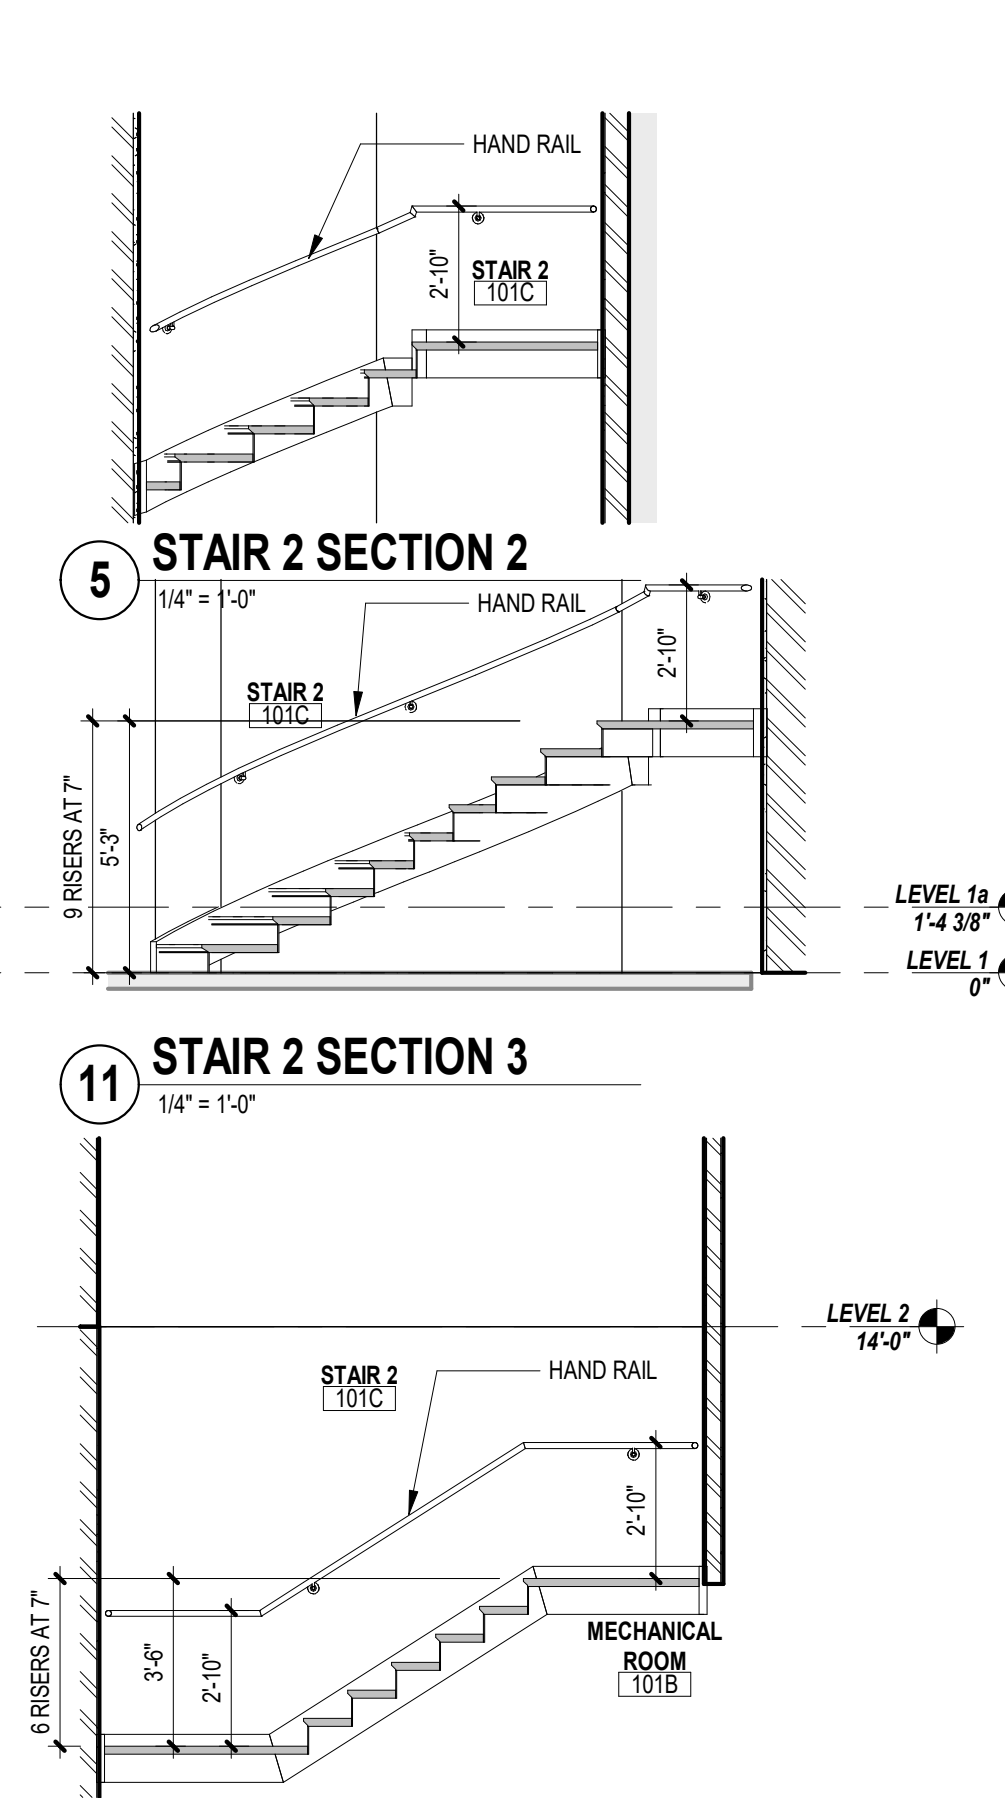 HAND RAIL
2'-10"
STAIR 2
101C
5
STAIR 2 SECTION 2
1/4" = 1'-0"
HAND RAIL
2'-10"
STAIR 2
101C
9 RISERS AT 7"
5'-3"
LEVEL 1a
1'-4 3/8"
LEVEL 1
0"
11
STAIR 2 SECTION 3
1/4" = 1'-0"
LEVEL 2
14'-0"
STAIR 2
101C
HAND RAIL
2'-10"
6 RISERS AT 7"
3'-6"
2'-10"
MECHANICAL
ROOM
101B